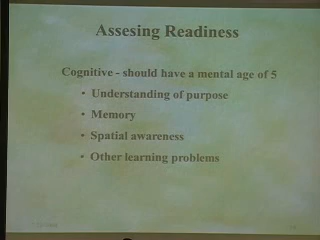 Assesing Readiness
Cognitive - should have a mental age of 5
• Understanding of purpose
• Memory
• Spatial awareness
• Other learning problems